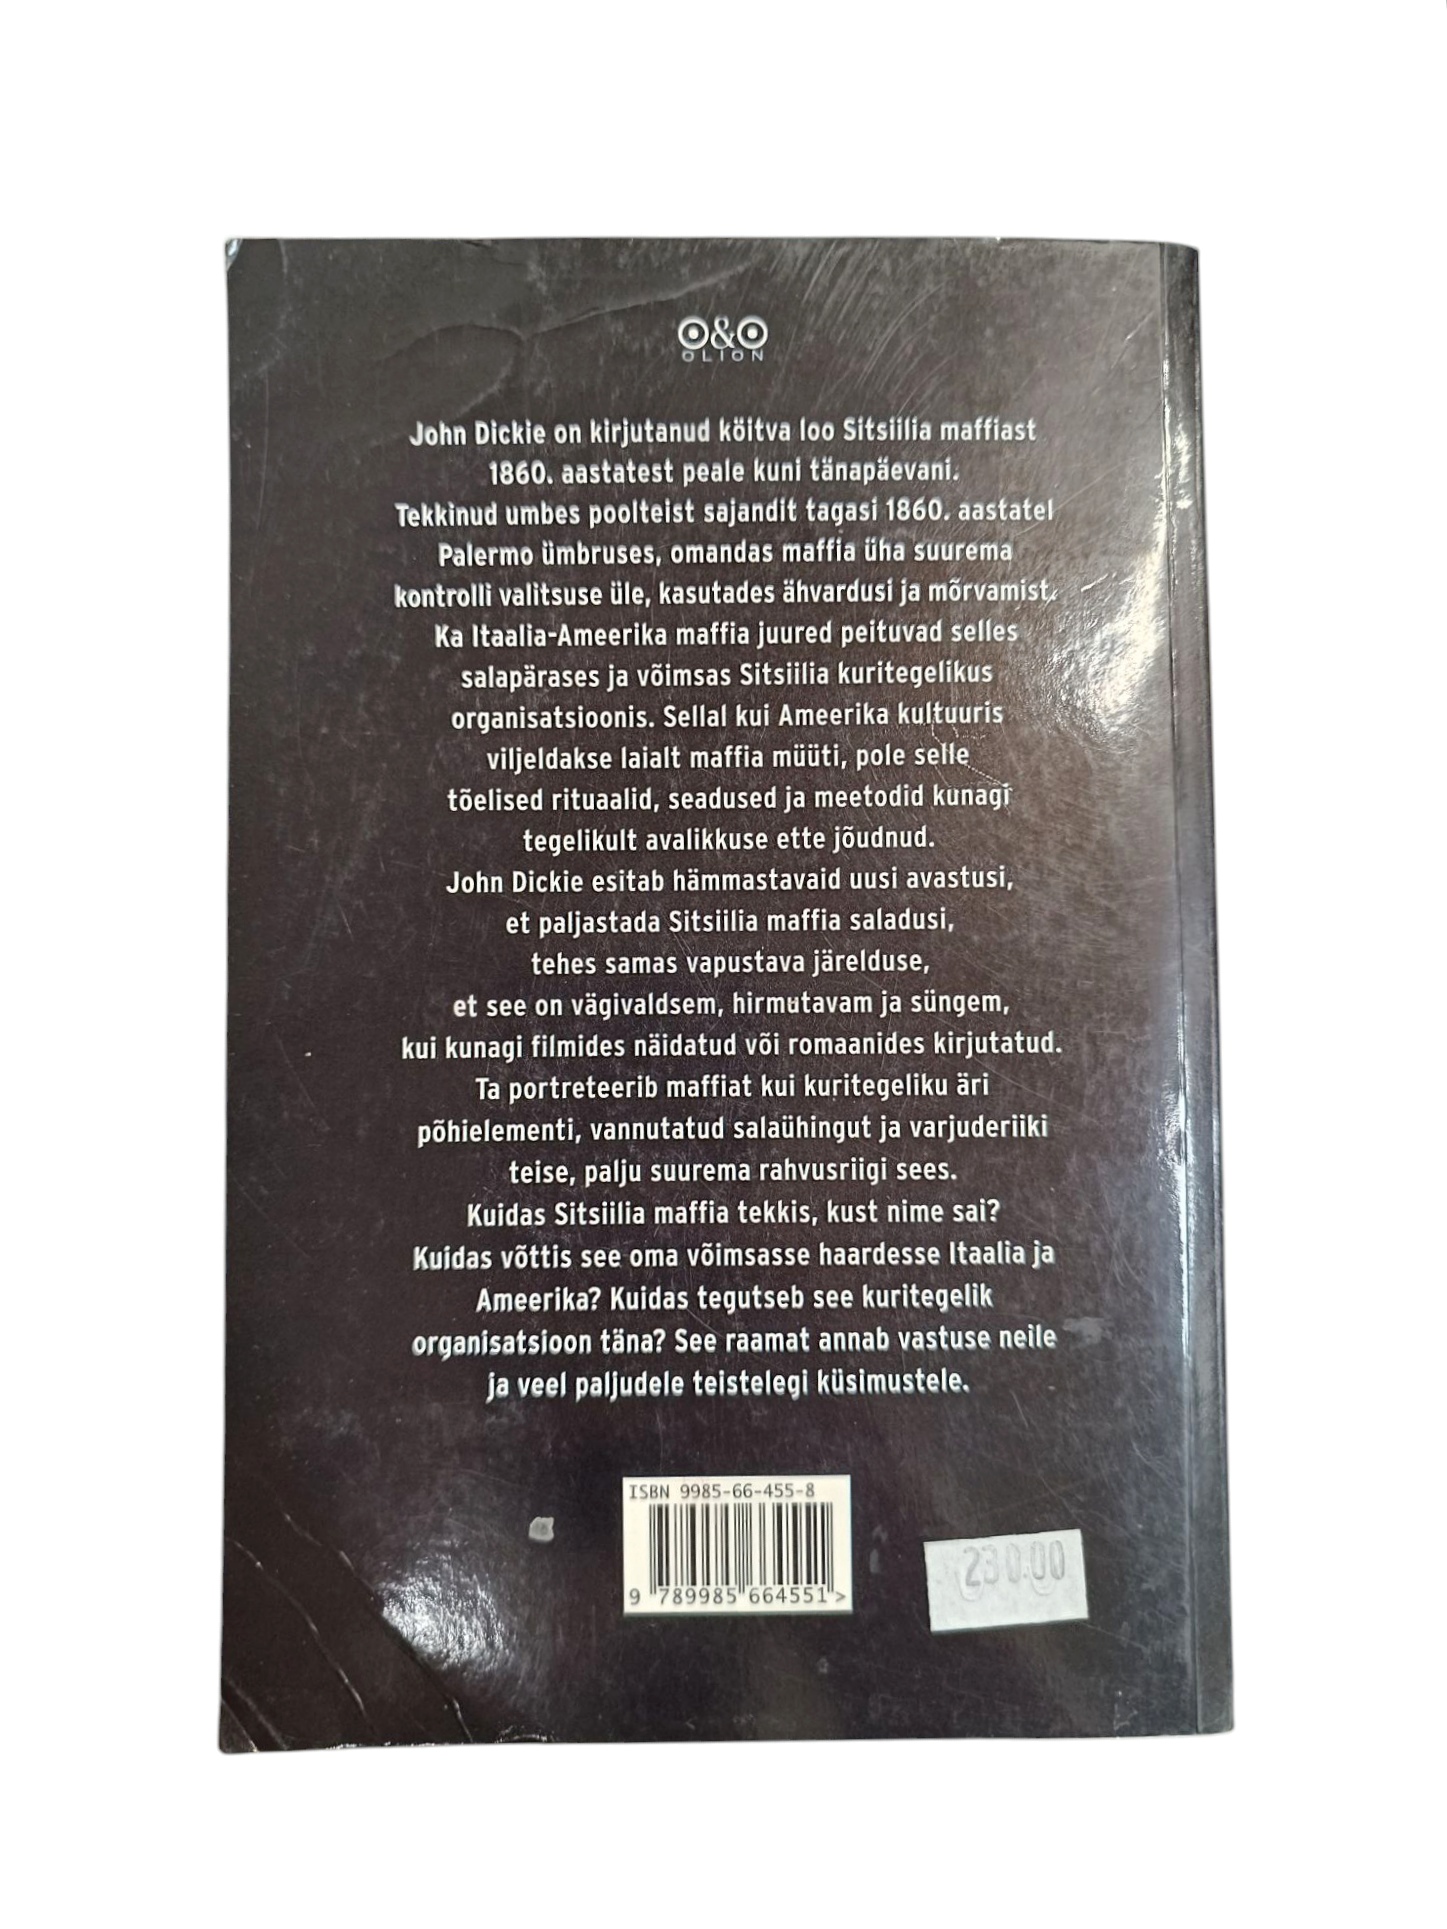 O&O
OLION
John Dickie on kirjutanud köitva loo Sitsiilia maffiast
1860. aastatest peale kuni tänapäevani.
Tekkinud umbes poolteist sajandit tagasi 1860. aastatel
Palermo ümbruses, omandas maffia üha suurema
kontrolli valitsuse üle, kasutades ähvardusi ja mõrvamist.
Ka Itaalia-Ameerika maffia juured peituvad selles
salapärases ja võimsas Sitsiilia kuritegelikus
organisatsioonis. Sellal kui Ameerika kultuuris
viljeldakse laialt maffia müüti, pole selle
tõelised rituaalid, seadused ja meetodid kunagi
tegelikult avalikkuse ette jõudnud.
John Dickie esitab hämmastavaid uusi avastusi,
et paljastada Sitsiilia maffia saladusi,
tehes samas vapustava järelduse,
et see on vägivaldsem, hirmutavam ja süngem,
kui kunagi filmides näidatud või romaanides kirjutatud.
Ta portreteerib maffiat kui kuritegeliku äri
põhielementi, vannutatud salaühingut ja varjuderiiki
teise, palju suurema rahvusriigi sees.
Kuidas Sitsiilia maffia tekkis, kust nime sai?
Kuidas võttis see oma võimsasse haardesse Itaalia ja
Ameerika? Kuidas tegutseb see kuritegelik
organisatsioon täna? See raamat annab vastuse neile
ja veel paljudele teistelegi küsimustele.
ISBN 9985-66-455-8
9 789985 664551 >
230.00